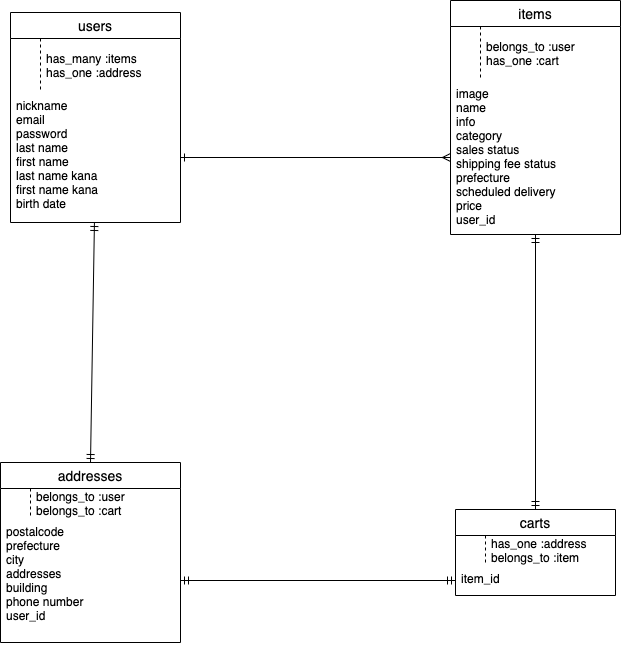 users
has_many :items
has_one :address
nickname
email
password
last name
first name
last name kana
first name kana
birth date
items
belongs_to :user
has_one :cart
image
name
info
category
sales status
shipping fee status
prefecture
scheduled delivery
price
user_id
addresses
belongs_to :user
belongs_to :cart
postalcode
prefecture
city
addresses
building
phone number
user_id
carts
has_one :address
belongs_to :item
item_id